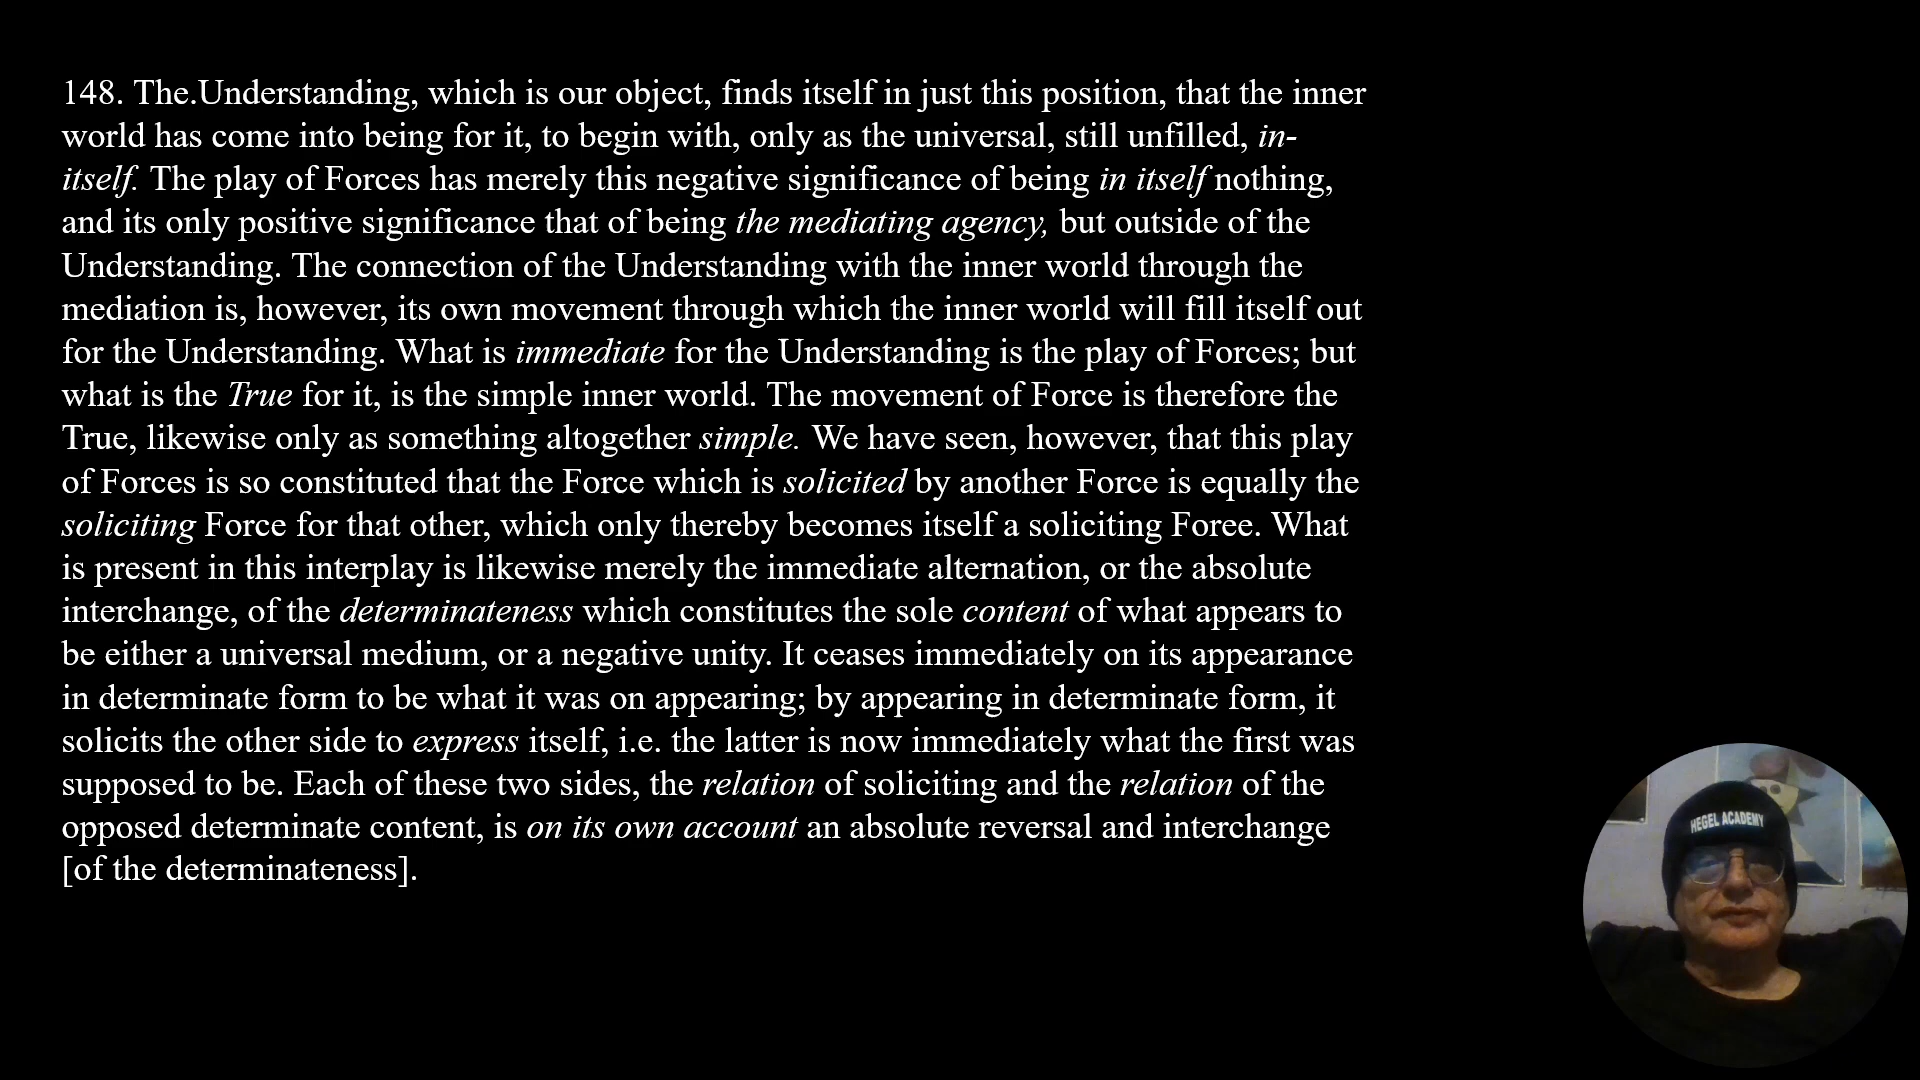 148. The.Understanding, which is our object, finds itself in just this position, that the inner
world has come into being for it, to begin with, only as the universal, still unfilled, in-
itself. The play of Forces has merely this negative significance of being in itself nothing,
and its only positive significance that of being the mediating agency, but outside of the
Understanding. The connection of the Understanding with the inner world through the
mediation is, however, its own movement through which the inner world will fill itself out
for the Understanding. What is immediate for the Understanding is the play of Forces; but
what is the True for it, is the simple inner world. The movement of Force is therefore the
True, likewise only as something altogether simple. We have seen, however, that this play
of Forces is so constituted that the Force which is solicited by another Force is equally the
soliciting Force for that other, which only thereby becomes itself a soliciting Foree. What
is present in this interplay is likewise merely the immediate alternation, or the absolute
interchange, of the determinateness which constitutes the sole content of what appears to
be either a universal medium, or a negative unity. It ceases immediately on its appearance
in determinate form to be what it was on appearing; by appearing in determinate form, it
solicits the other side to express itself, i.e. the latter is now immediately what the first was
supposed to be. Each of these two sides, the relation of soliciting and the relation of the
opposed determinate content, is on its own account an absolute reversal and interchange
[of the determinateness].
HEGEL ACADEMY